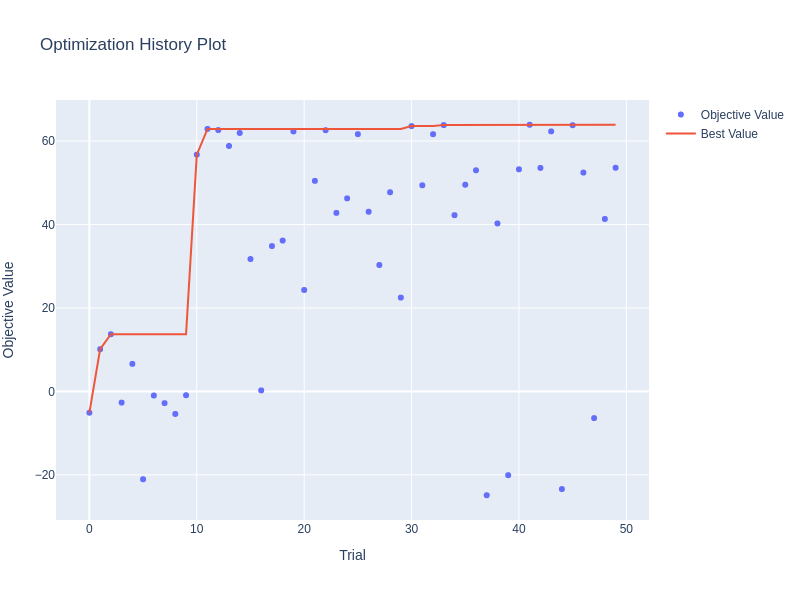 Optimization History Plot
Objective Value
Best Value
60
40
20
0
−20
0
10
20
30
40
50
Trial
Objective Value